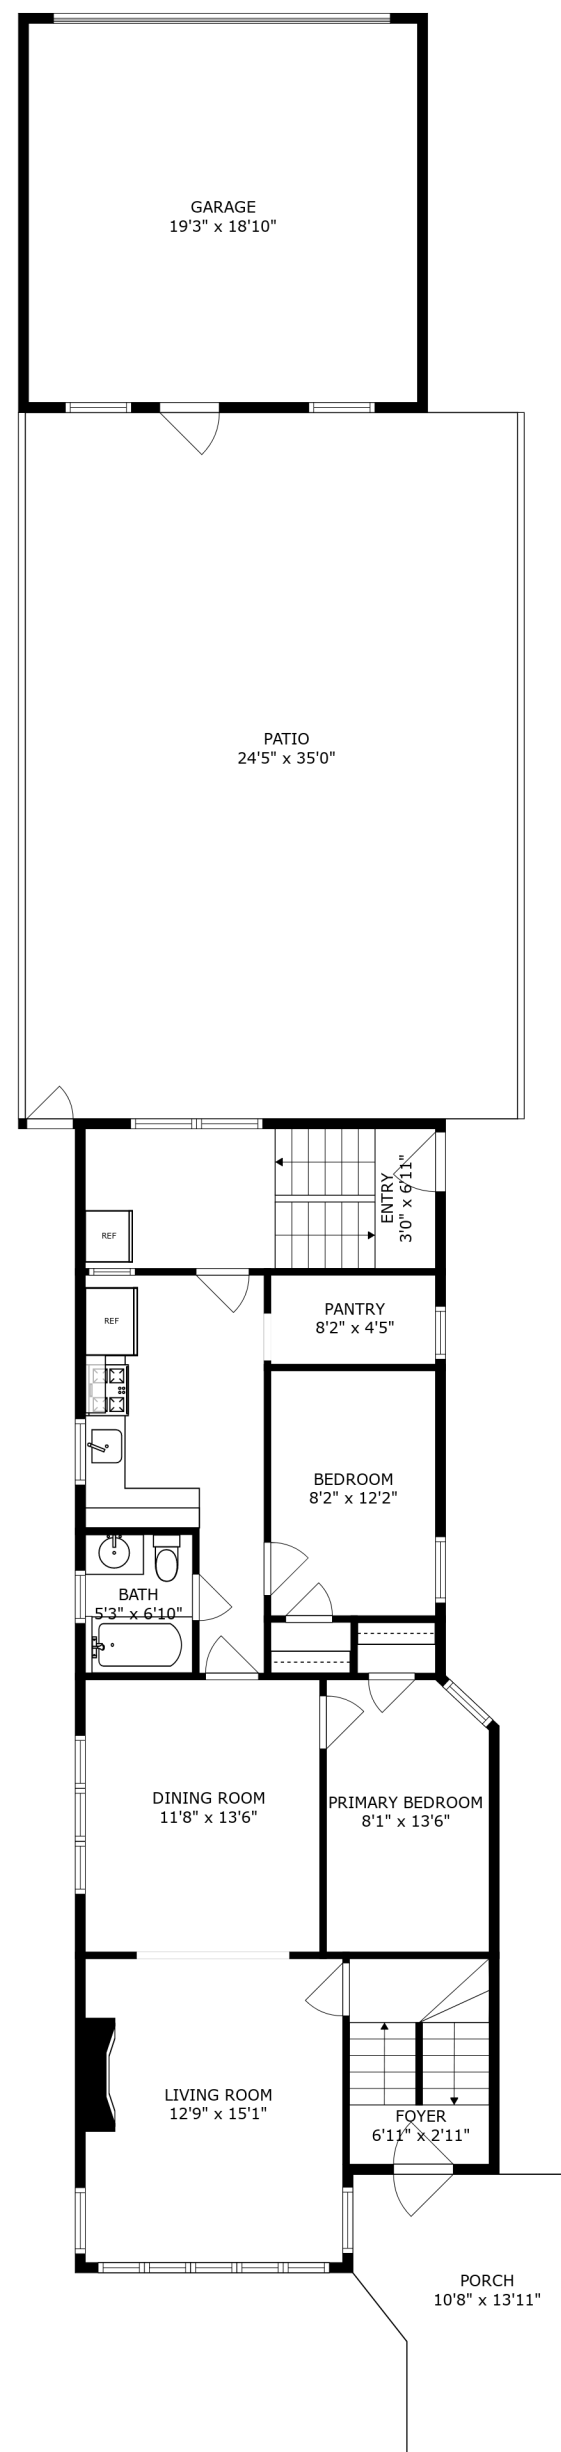 GARAGE
19'3" x 18'10"
PATIO
24'5" x 35'0"
ENTRY
3'0" x 6'11"
REF
REF
PANTRY
8'2" x 4'5"
BEDROOM
8'2" x 12'2"
BATH
5'3" x 6'10"
DINING ROOM
11'8" x 13'6"
PRIMARY BEDROOM
8'1" x 13'6"
LIVING ROOM
12'9" x 15'1"
FOYER
6'11" x 2'11"
PORCH
10'8" x 13'11"